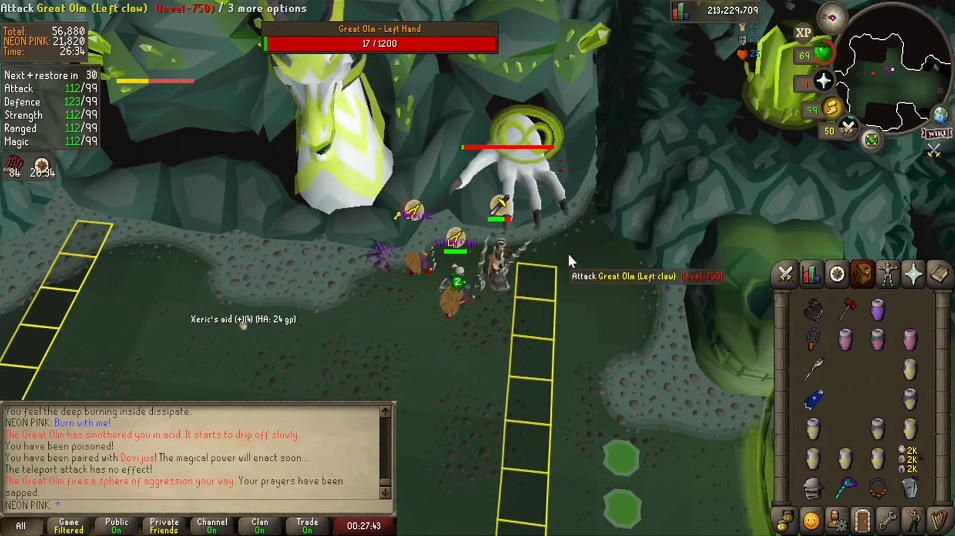 Attack Great Olm (Left claw) (level-750) / 3 more options
Total: 56,880
NEON PINK: 21,820
Time: 26:34
Next + restore in 30
Attack 112/99
Defence 123/99
Strength 112/99
Ranged 112/99
Magic 112/99
84 20:34
Great Olm - Left Hand
17 / 1200
213,229,709
XP
69
99
50
WIKI
Attack Great Olm (Left claw) (level-750)
Xeric's aid (+)(4) (HA: 24 gp)
2
You feel the deep burning inside dissipate.
NEON PINK: Burn with me!
The Great Olm has smothered you in acid. It starts to drip off slowly.
You have been poisoned!
You have been paired with Dovijus! The magical power will enact soon...
The teleport attack has no effect!
The Great Olm fires a sphere of aggression your way. Your prayers have been
sapped.
NEON PINK: *
2K
2K
2K
All
Game
Filtered
Public
On
Private
Friends
Channel
On
Clan
On
Trade
On
00:27:43